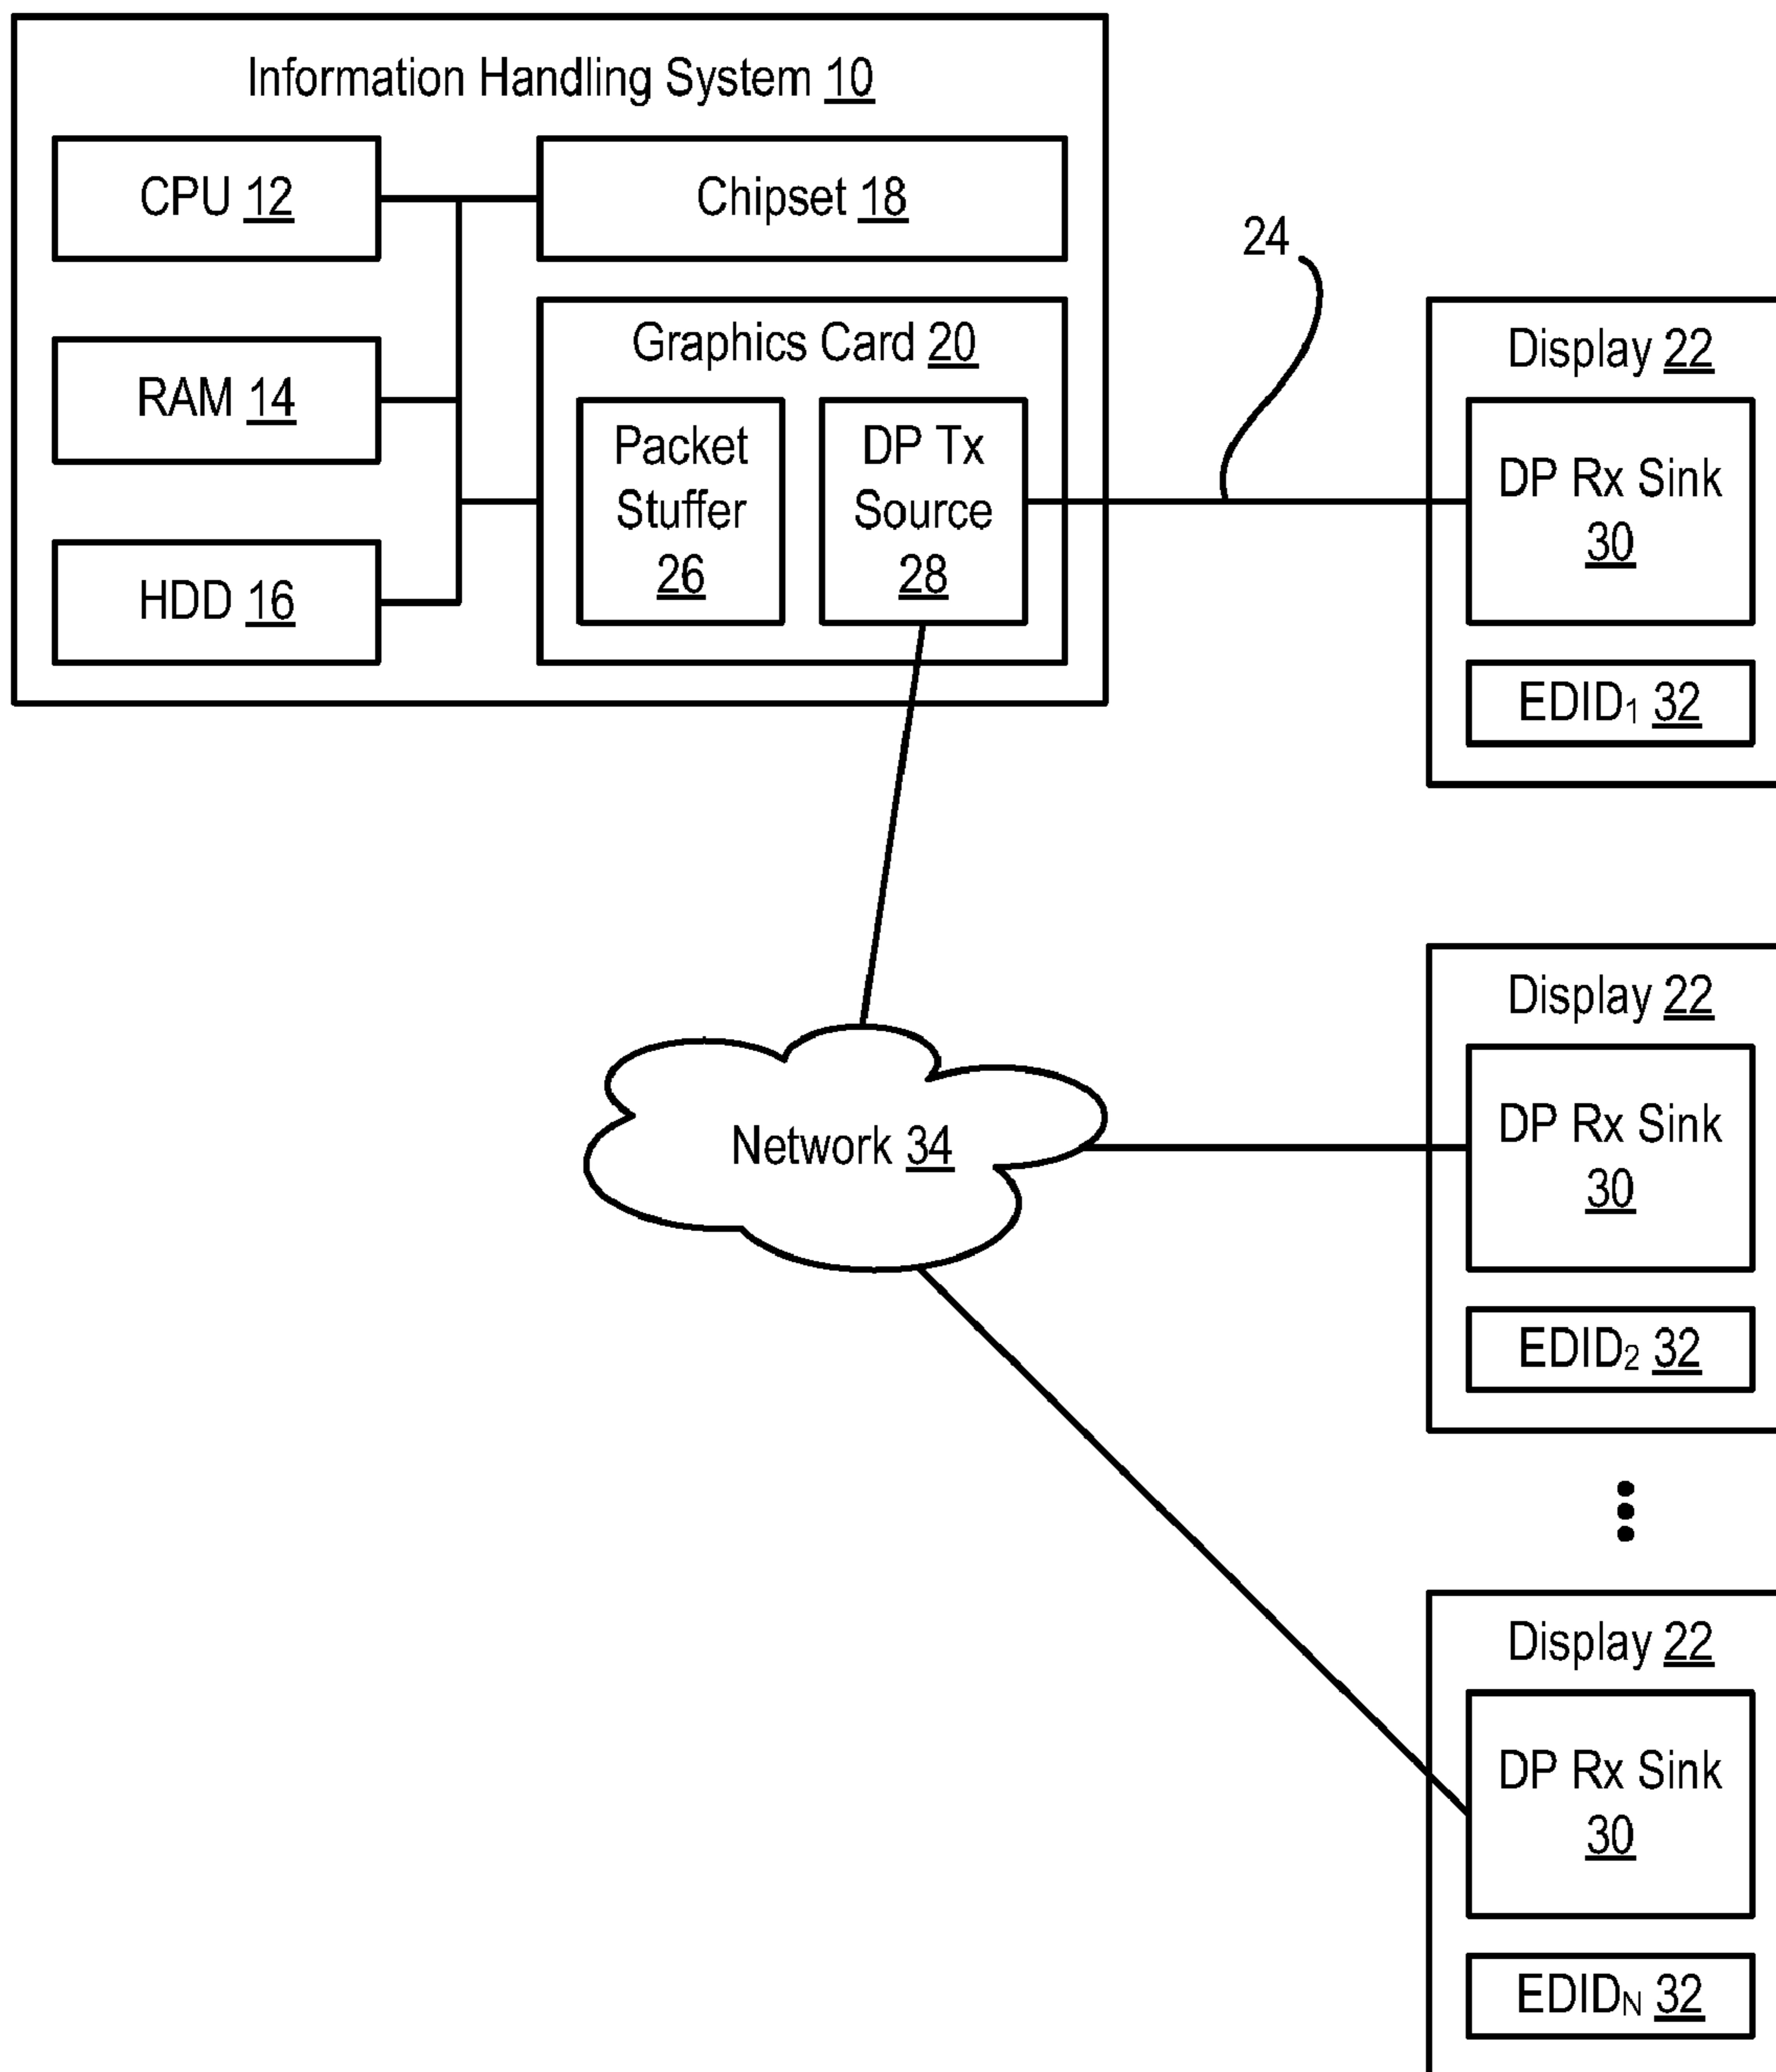 Information Handling System 10
CPU 12
Chipset 18
RAM 14
HDD 16
Graphics Card 20
Packet
Stuffer
26
DP Tx
Source
28
24
Display 22
DP Rx Sink
30
EDID₁ 32
Network 34
Display 22
DP Rx Sink
30
EDID₂ 32
Display 22
DP Rx Sink
30
EDID_N 32